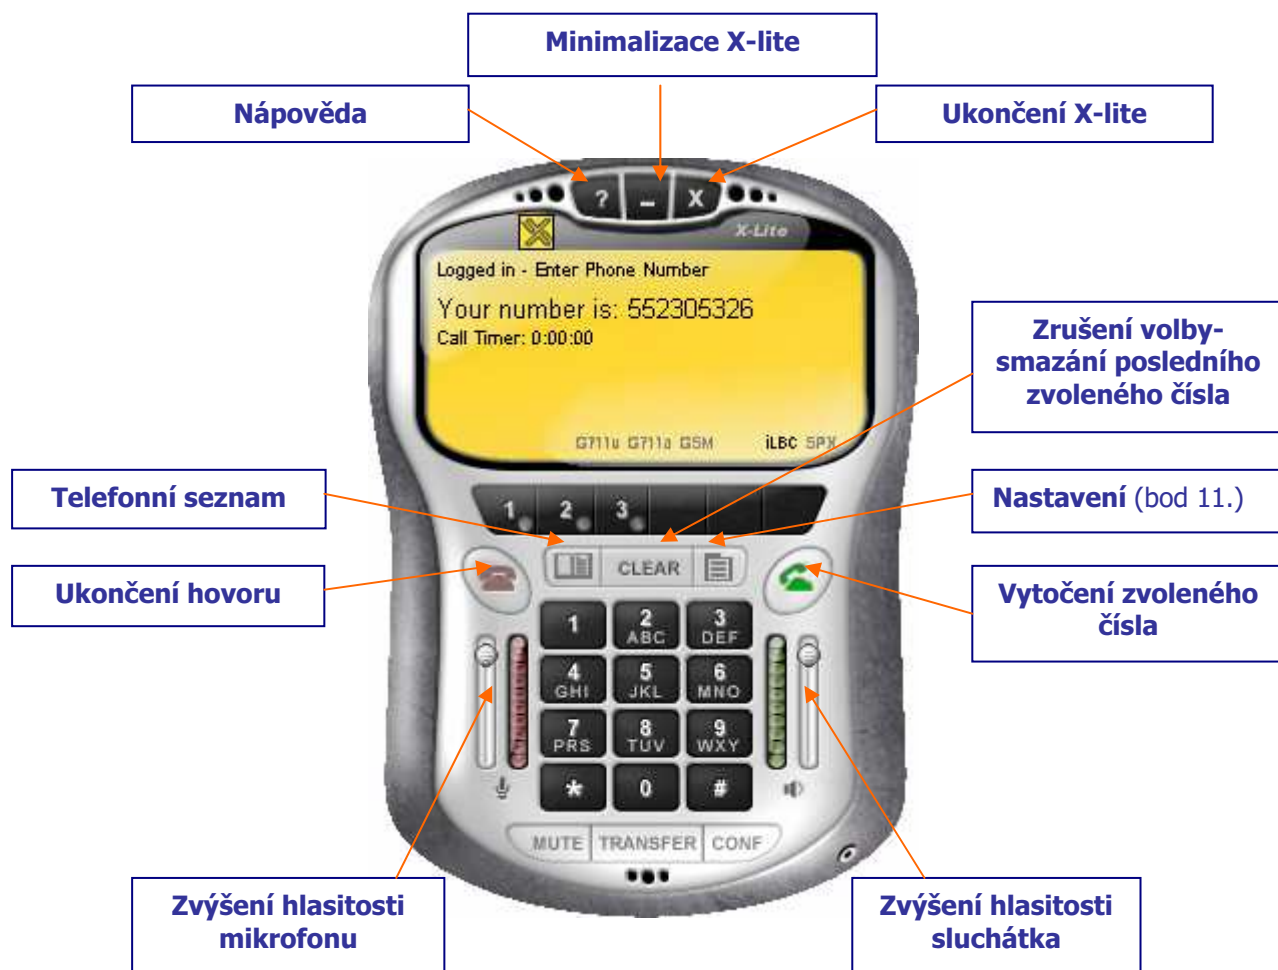 Minimalizace X-lite
Nápověda
Ukončení X-lite
? – X
X-Lite
Logged in - Enter Phone Number
Your number is: 552305326
Call Timer: 0:00:00
G711u G711a GSM iLBC SPX
Zrušení volby-
smazání posledního
zvoleného čísla
Telefonní seznam
Nastavení (bod 11.)
1 2 3
CLEAR
Ukončení hovoru
Vytočení zvoleného
čísla
1 2 3
ABC DEF
4 5 6
GHI JKL MNO
7 8 9
PRS TUV WXY
* 0 #
MUTE TRANSFER CONF
Zvýšení hlasitosti
mikrofonu
Zvýšení hlasitosti
sluchátka